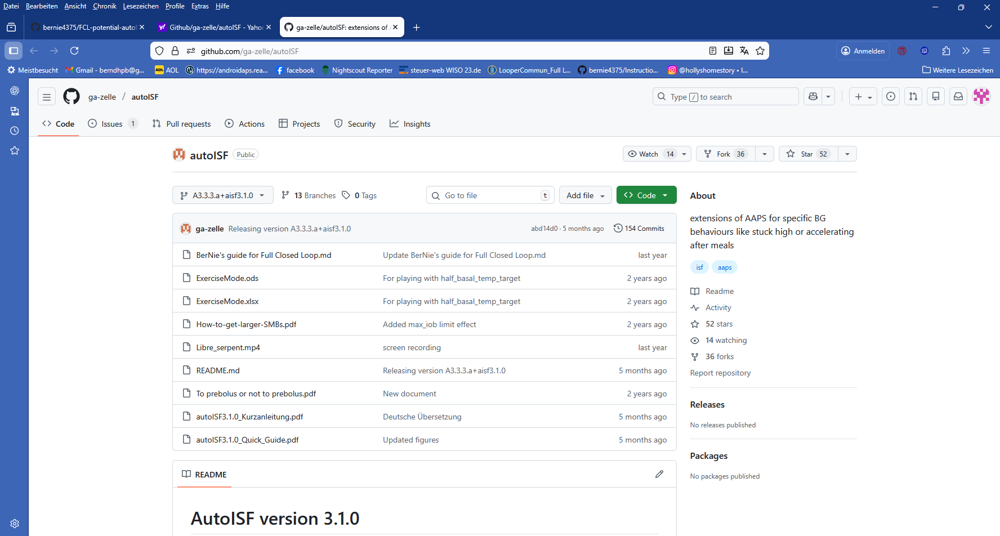 Datei Bearbeiten Ansicht Chronik Lesezeichen Profile Extras Hilfe
bernie4375/FCL-potential-autoI
Github/ga-zelle/autoISF - Yahoo
ga-zelle/autoISF: extensions of A
github.com/ga-zelle/autoISF
Anmelden
Meistbesucht Gmail - berndhpb@g... AOL https://androidaps.rea... facebook Nightscout Reporter steuer-web WISO 23.de LooperCommun_Full L... bernie4375/Instructio... @hollyshomestory • I... Weitere Lesezeichen
ga-zelle / autoISF
Type / to search
Code Issues 1 Pull requests Actions Projects Security Insights
autoISF Public
Watch 14 Fork 36 Star 52
A3.3.3.a+aisf3.1.0 13 Branches 0 Tags
Go to file t Add file Code
ga-zelle Releasing version A3.3.3.a+aisf3.1.0 abd14d0 · 5 months ago 154 Commits
BerNie's guide for Full Closed Loop.md Update BerNie's guide for Full Closed Loop.md last year
ExerciseMode.ods For playing with half_basal_temp_target 2 years ago
ExerciseMode.xlsx For playing with half_basal_temp_target 2 years ago
How-to-get-larger-SMBs.pdf Added max_iob limit effect 2 years ago
Libre_serpent.mp4 screen recording last year
README.md Releasing version A3.3.3.a+aisf3.1.0 5 months ago
To prebolus or not to prebolus.pdf New document 2 years ago
autoISF3.1.0_Kurzanleitung.pdf Deutsche Übersetzung 5 months ago
autoISF3.1.0_Quick_Guide.pdf Updated figures 5 months ago
README
AutoISF version 3.1.0
About
extensions of AAPS for specific BG
behaviours like stuck high or accelerating
after meals
isf aaps
Readme
Activity
52 stars
14 watching
36 forks
Report repository
Releases
No releases published
Packages
No packages published